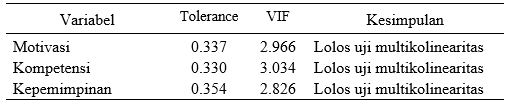 Variabel Tolerance VIF Kesimpulan
Motivasi 0.337 2.966 Lolos uji multikolinearitas
Kompetensi 0.330 3.034 Lolos uji multikolinearitas
Kepemimpinan 0.354 2.826 Lolos uji multikolinearitas